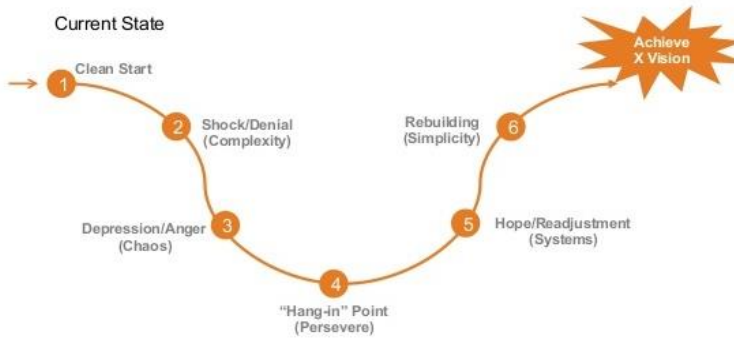 Current State
1
Clean Start
2
Shock/Denial
(Complexity)
3
Depression/Anger
(Chaos)
4
“Hang-in” Point
(Persevere)
5
Hope/Readjustment
(Systems)
6
Rebuilding
(Simplicity)
Achieve
X Vision